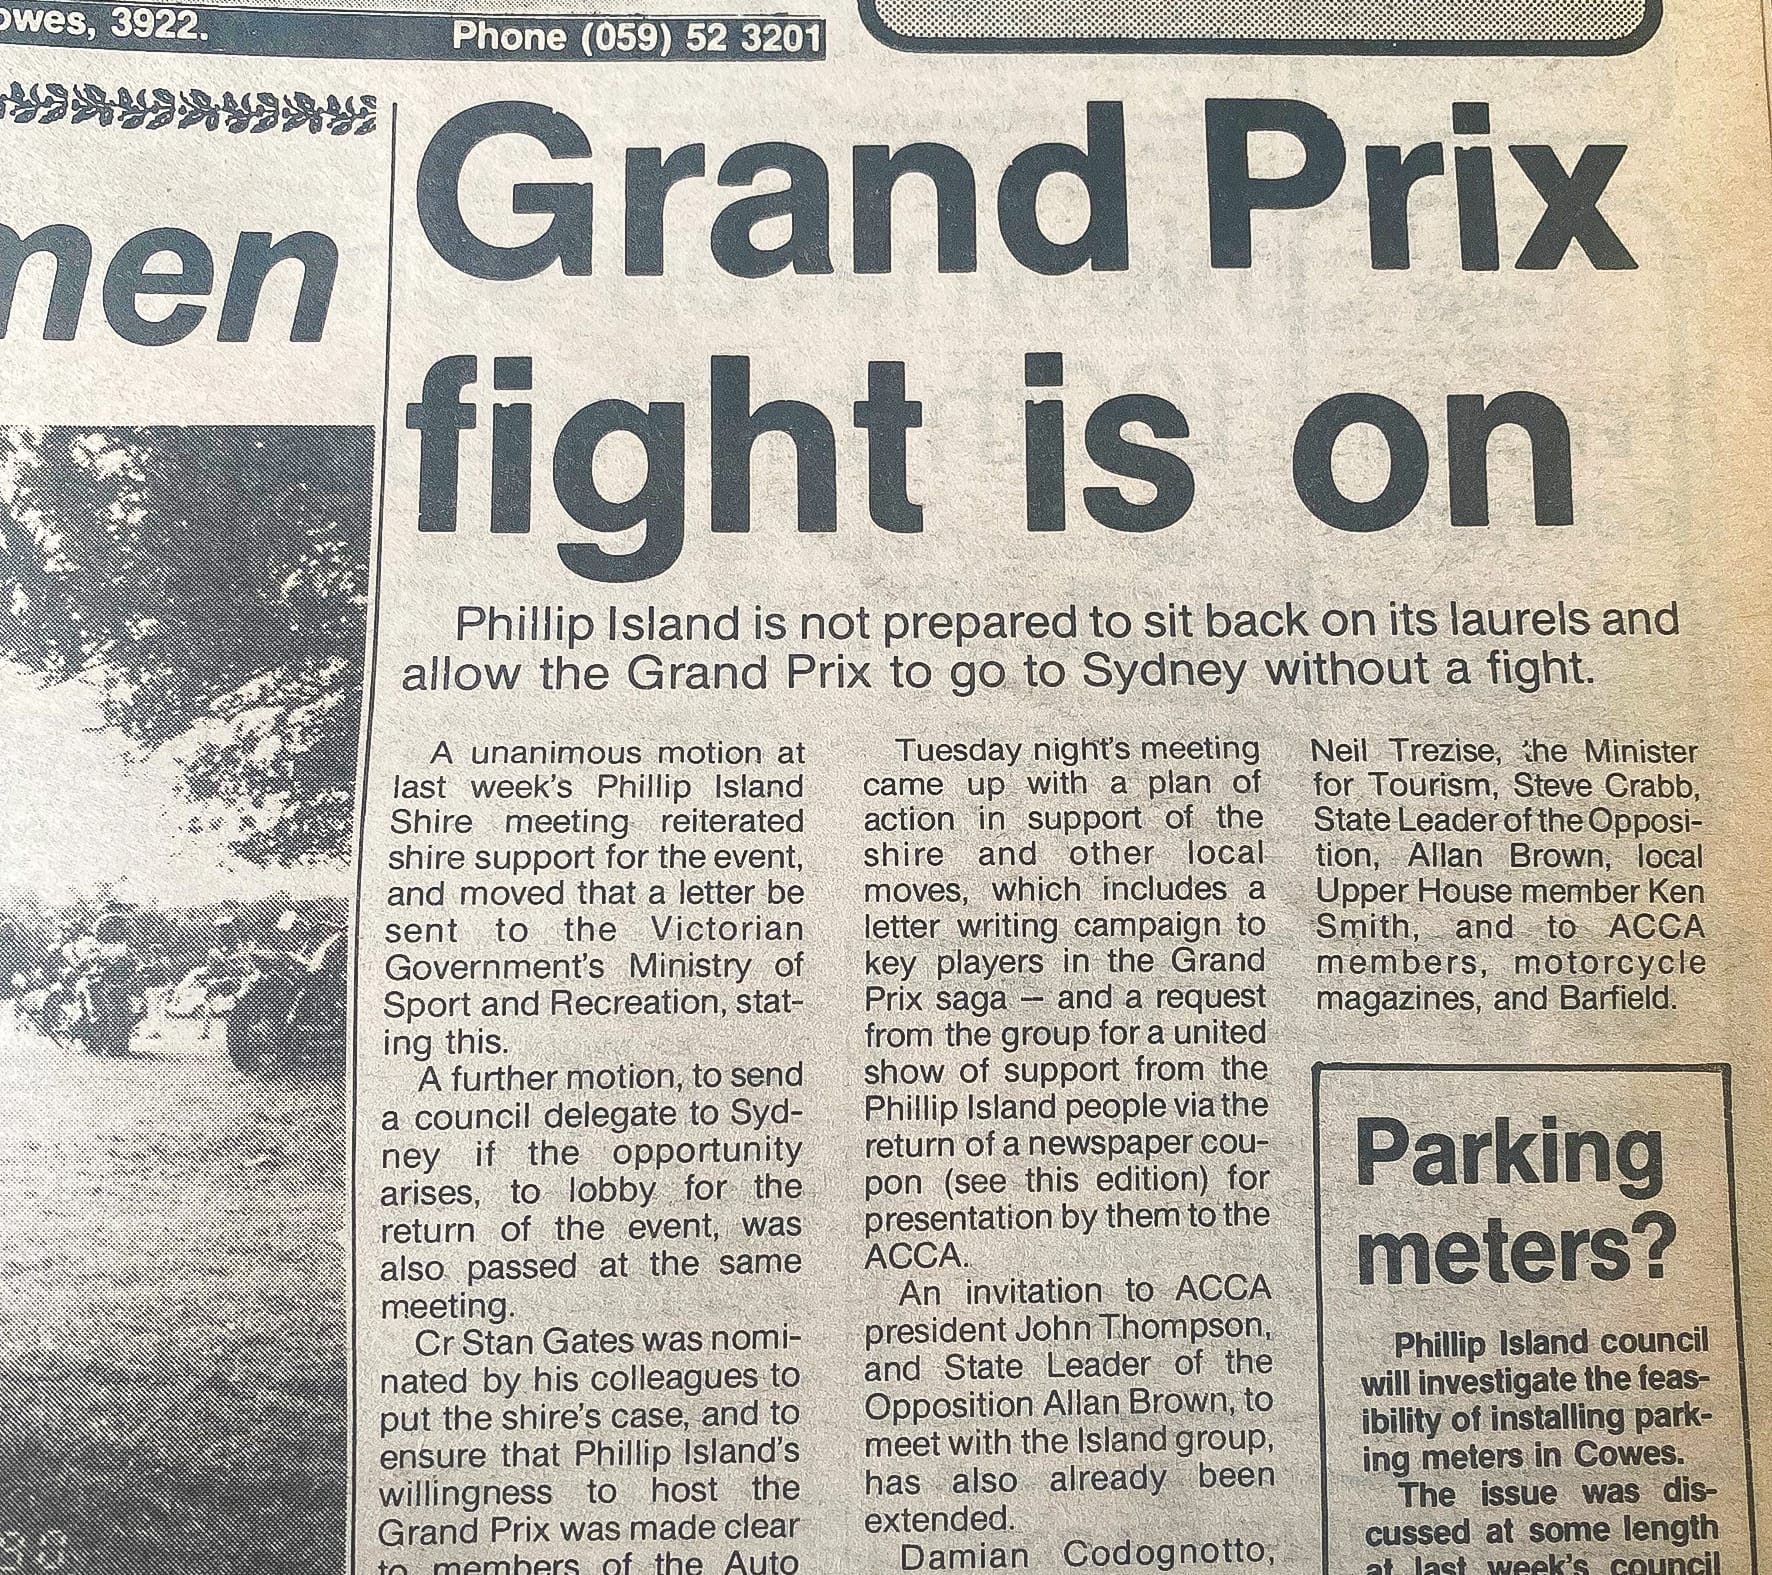 owes, 3922.
Phone (059) 52 3201
men
Grand Prix
fight is on
Phillip Island is not prepared to sit back on its laurels and
allow the Grand Prix to go to Sydney without a fight.
A unanimous motion at
last week's Phillip Island
Shire meeting reiterated
shire support for the event,
and moved that a letter be
sent to the Victorian
Government's Ministry of
Sport and Recreation, stat-
ing this.
A further motion, to send
a council delegate to Syd-
ney if the opportunity
arises, to lobby for the
return of the event, was
also passed at the same
meeting.
Cr Stan Gates was nomi-
nated by his colleagues to
put the shire's case, and to
ensure that Phillip Island's
willingness to host the
Grand Prix was made clear
to members of the Auto
Tuesday night's meeting
came up with a plan of
action in support of the
shire and other local
moves, which includes a
letter writing campaign to
key players in the Grand
Prix saga — and a request
from the group for a united
show of support from the
Phillip Island people via the
return of a newspaper cou-
pon (see this edition) for
presentation by them to the
ACCA.
An invitation to ACCA
president John Thompson,
and State Leader of the
Opposition Allan Brown, to
meet with the Island group,
has also already been
extended.
Damian Codognotto,
Neil Trezise, the Minister
for Tourism, Steve Crabb,
State Leader of the Opposi-
tion, Allan Brown, local
Upper House member Ken
Smith, and to ACCA
members, motorcycle
magazines, and Barfield.
Parking
meters?
Phillip Island council
will investigate the feas-
ibility of installing park-
ing meters in Cowes.
The issue was dis-
cussed at some length
at last week's council